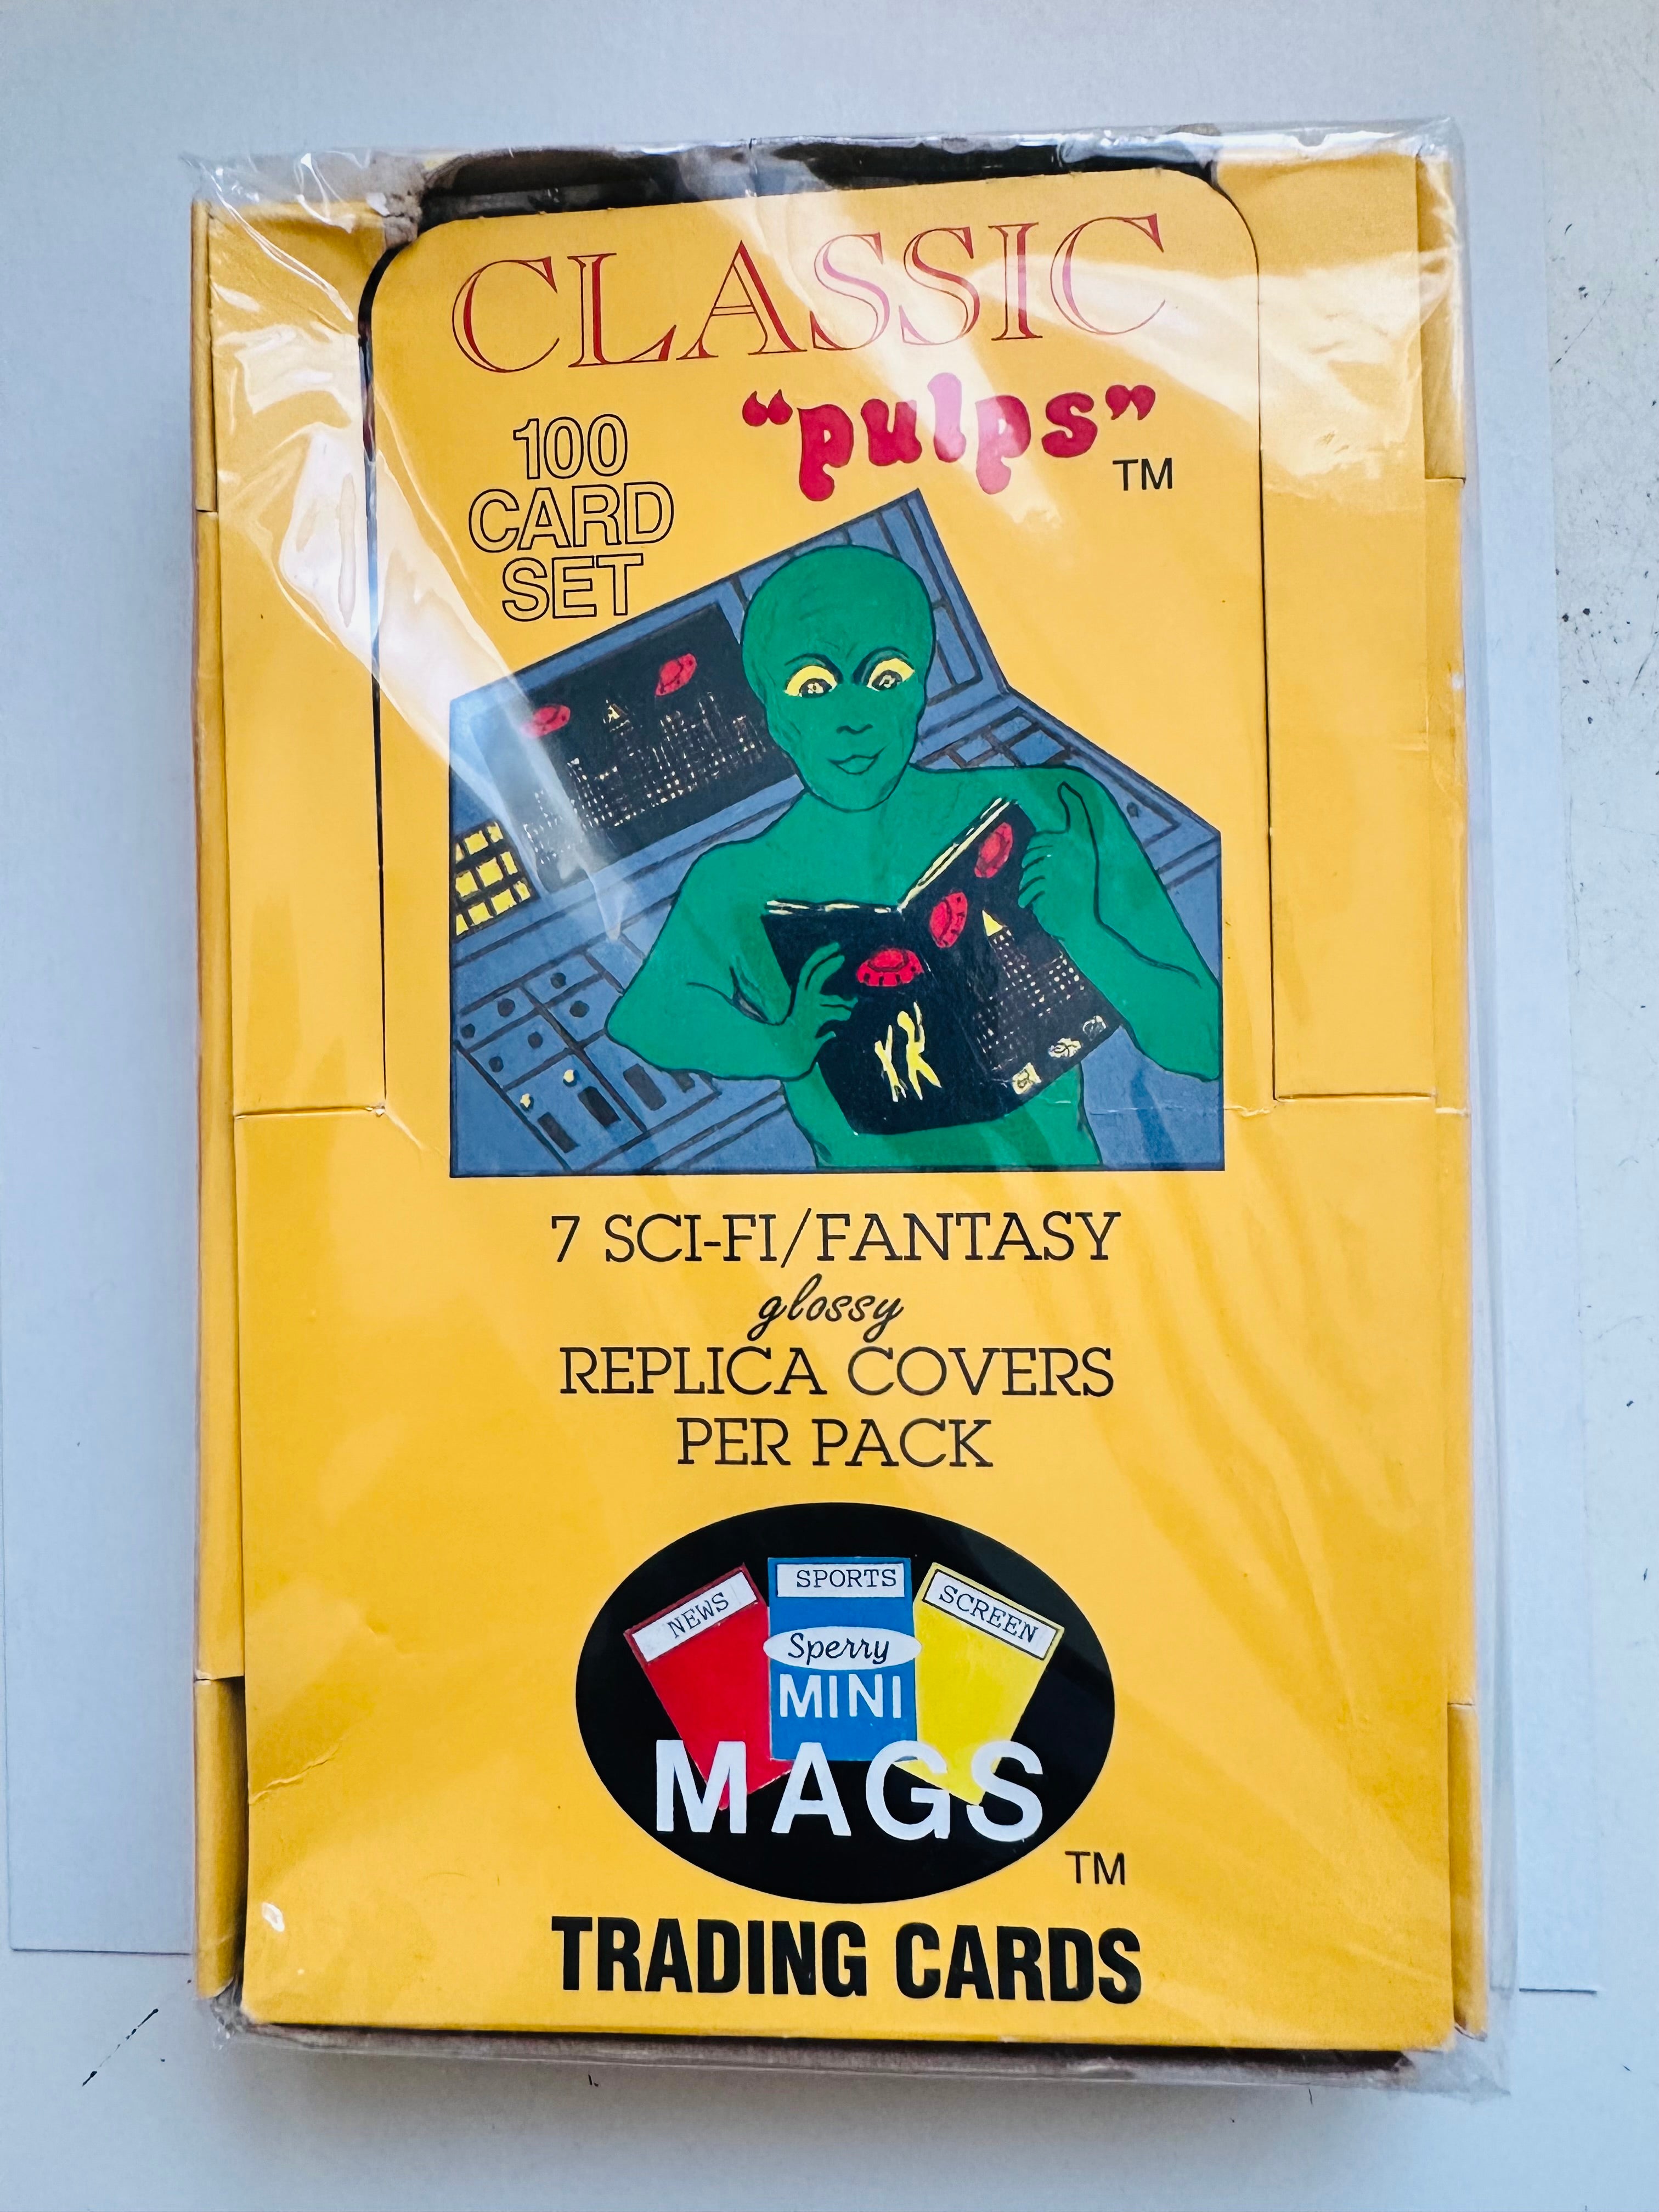 CLASSIC
“pulps”
TM
100
CARD
SET
7 SCI-FI/FANTASY
glossy
REPLICA COVERS
PER PACK
NEWS
SPORTS
SCREEN
Sperry
MINI
MAGS
TM
TRADING CARDS